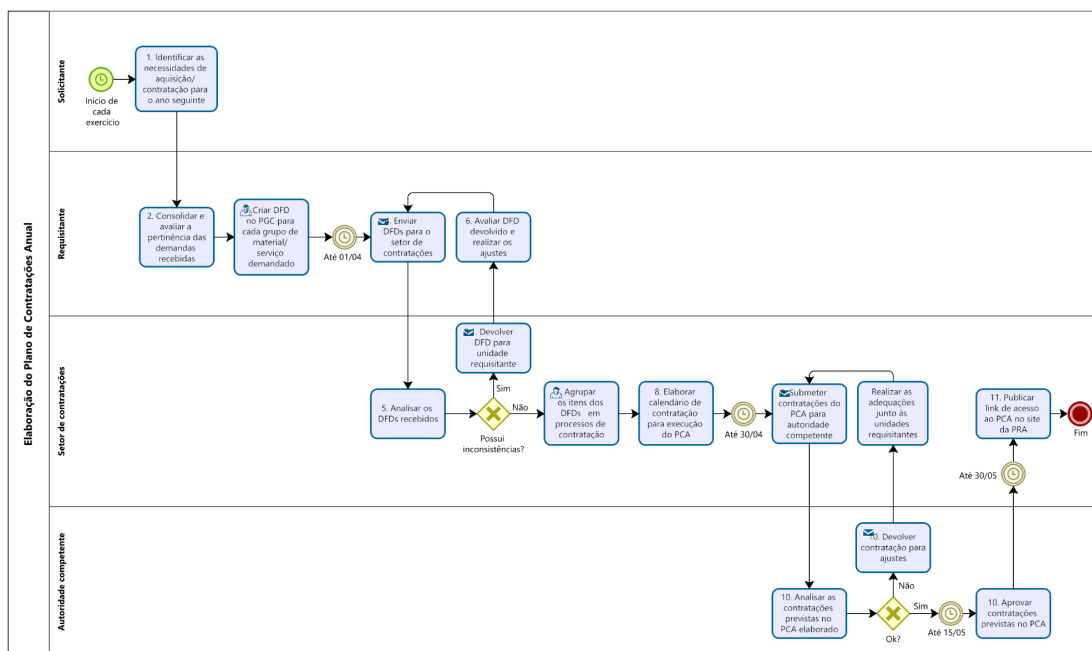 Elaboração do Plano de Contratações Anual
Solicitante
Início de
cada
exercício
1. Identificar as
necessidades de
aquisição/
contratação para
o ano seguinte
Requisitante
2. Consolidar e
avaliar a
pertinência das
demandas
recebidas
Criar DFD
no PGC para
cada grupo de
material/
serviço
demandado
Até 01/04
. Enviar
DFDs para o
setor de
contratações
6. Avaliar DFD
devolvido e
realizar os
ajustes
Setor de contratações
5. Analisar os
DFDs recebidos
. Devolver
DFD para
unidade
requisitante
Sim
Não
Possui
inconsistências?
Agrupar
os itens dos
DFDs em
processos de
contratação
8. Elaborar
calendário de
contratação
para execução
do PCA
Até 30/04
Submeter
contratações do
PCA para
autoridade
competente
Realizar as
adequações
junto às
unidades
requisitantes
11. Publicar
link de acesso
ao PCA no site
da PRA
Fim
Até 30/05
Autoridade competente
10. Analisar as
contratações
previstas no
PCA elaborado
10. Devolver
contratação para
ajustes
Não
Sim
Ok?
Até 15/05
10. Aprovar
contratações
previstas no PCA